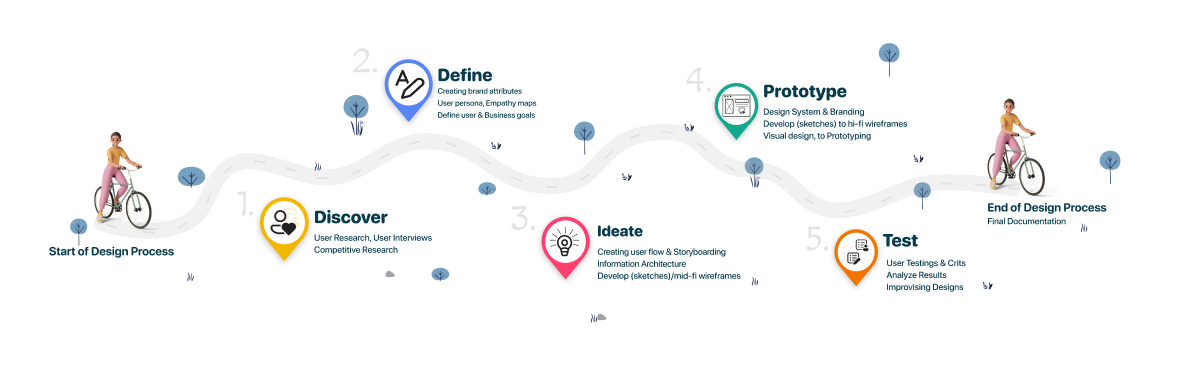 Start of Design Process
1.
Discover
User Research, User Interviews
Competitive Research
2.
A
Define
Creating brand attributes
User persona, Empathy maps
Define user & Business goals
3.
Ideate
Creating user flow & Storyboarding
Information Architecture
Develop (sketches)/mid-fi wireframes
4.
Prototype
Design System & Branding
Develop (sketches) to hi-fi wireframes
Visual design, to Prototyping
5.
Test
User Testings & Crits
Analyze Results
Improvising Designs
End of Design Process
Final Documentation